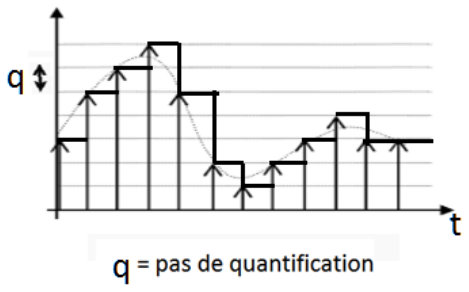 q
t
q = pas de quantification